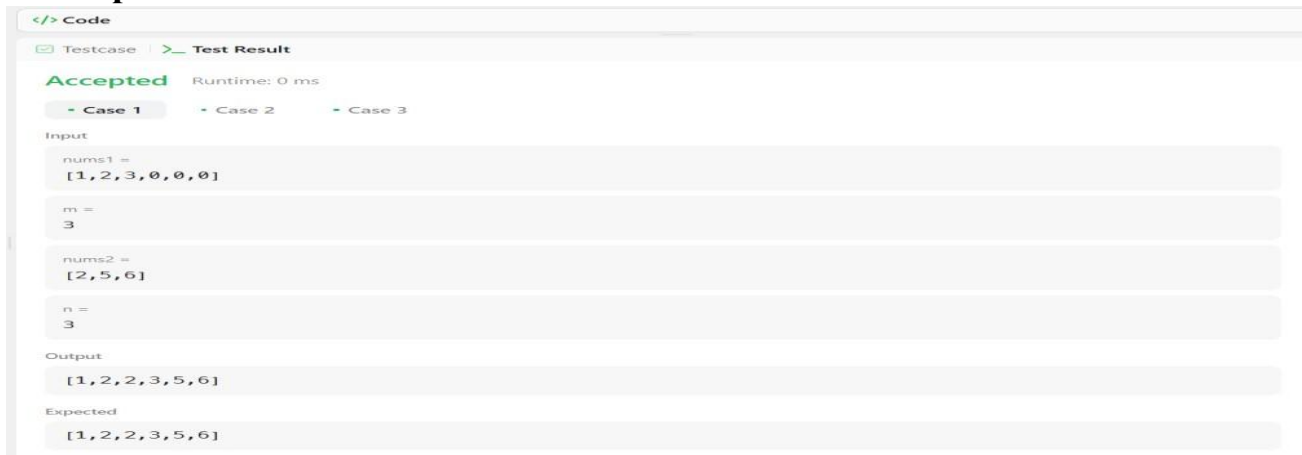 </> Code
Testcase >_ Test Result
Accepted Runtime: 0 ms
• Case 1 • Case 2 • Case 3
Input
nums1 =
[1,2,3,0,0,0]
m =
3
nums2 =
[2,5,6]
n =
3
Output
[1,2,2,3,5,6]
Expected
[1,2,2,3,5,6]